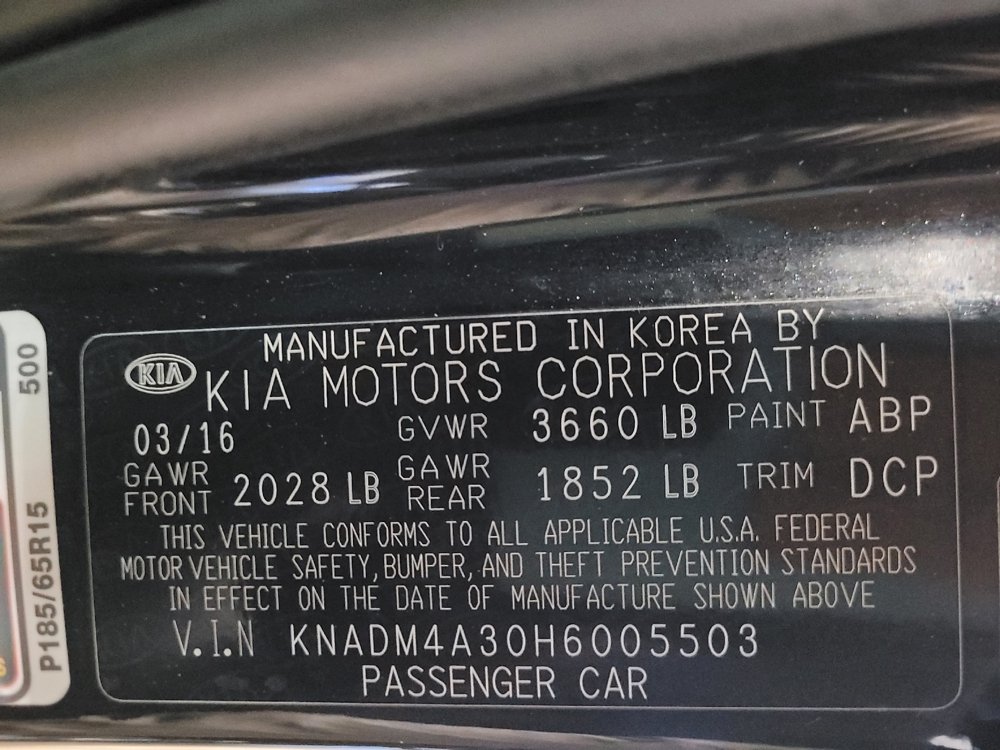 MANUFACTURED IN KOREA BY
KIA KIA MOTORS CORPORATION
03/16 GVWR 3660 LB PAINT ABP
GAWR FRONT 2028 LB GAWR REAR 1852 LB TRIM DCP
THIS VEHICLE CONFORMS TO ALL APPLICABLE U.S.A. FEDERAL
MOTOR VEHICLE SAFETY, BUMPER, AND THEFT PREVENTION STANDARDS
IN EFFECT ON THE DATE OF MANUFACTURE SHOWN ABOVE
V.I.N KNADM4A30H6005503
PASSENGER CAR
P185/65R15
500